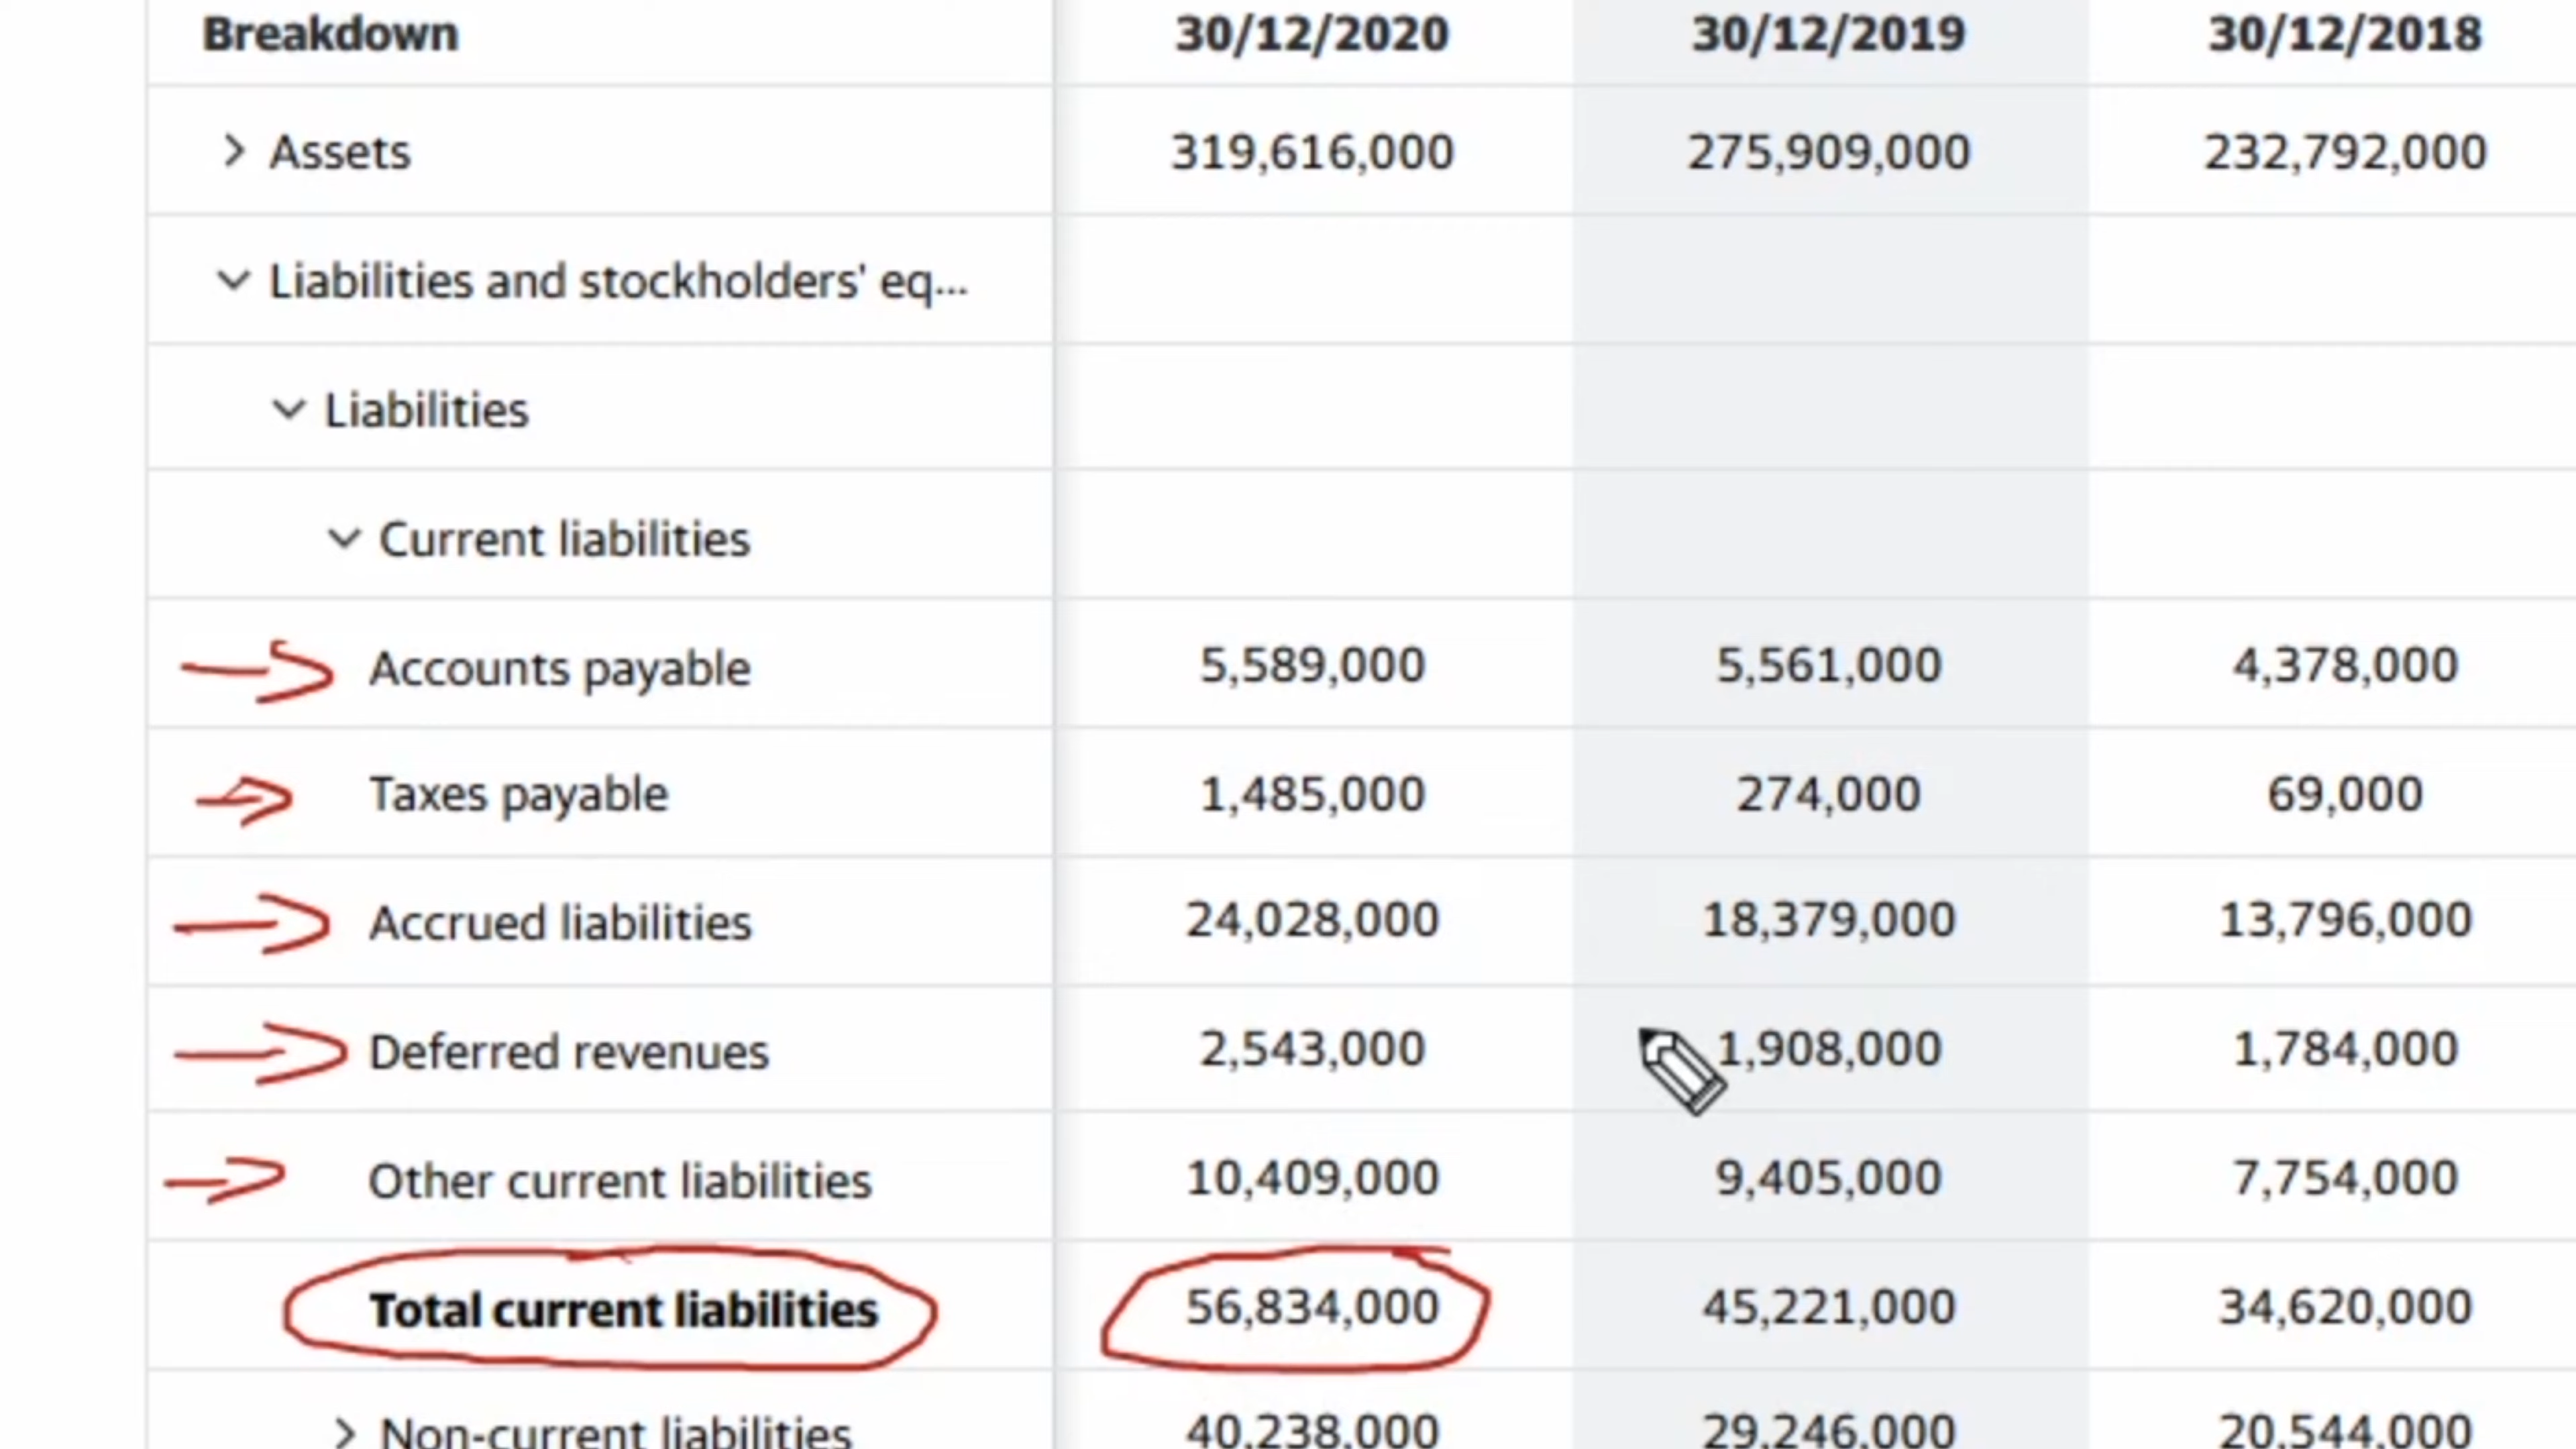 Breakdown 30/12/2020 30/12/2019 30/12/2018
Assets 319,616,000 275,909,000 232,792,000
Liabilities and stockholders' eq...
Liabilities
Current liabilities
Accounts payable 5,589,000 5,561,000 4,378,000
Taxes payable 1,485,000 274,000 69,000
Accrued liabilities 24,028,000 18,379,000 13,796,000
Deferred revenues 2,543,000 1,908,000 1,784,000
Other current liabilities 10,409,000 9,405,000 7,754,000
Total current liabilities 56,834,000 45,221,000 34,620,000
Non-current liabilities 40,238,000 29,246,000 20,544,000